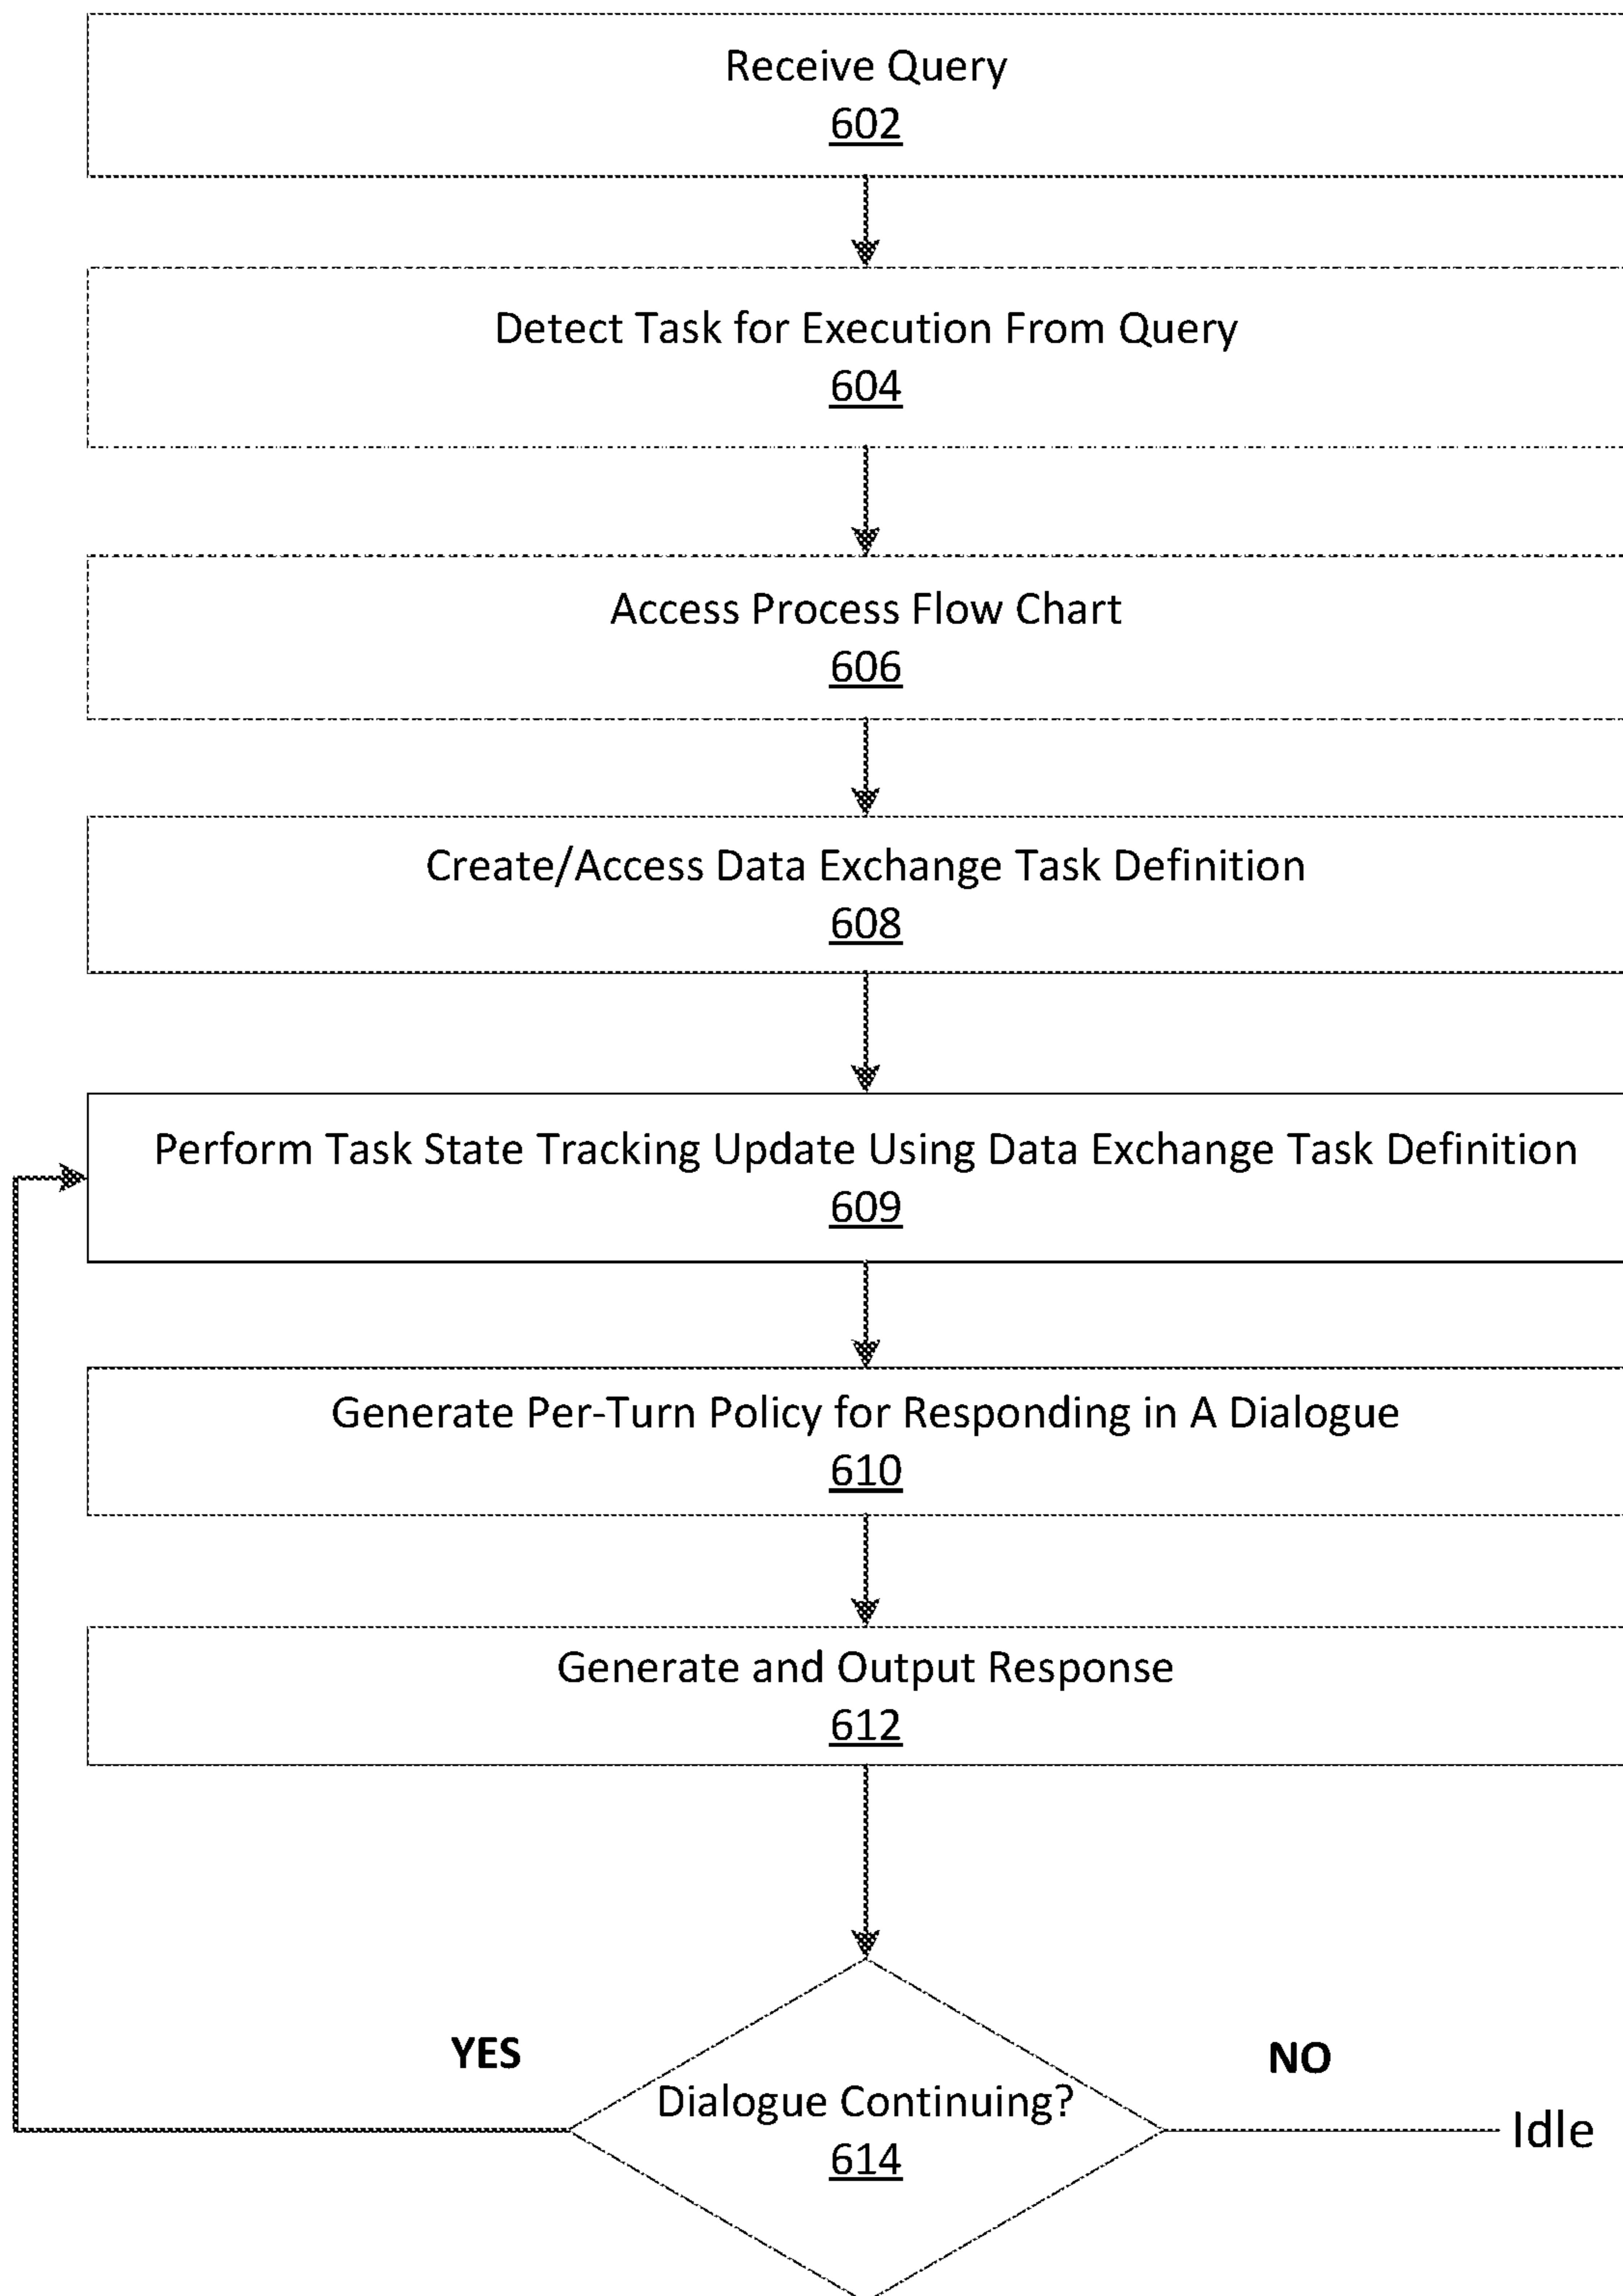 Receive Query
602
Detect Task for Execution From Query
604
Access Process Flow Chart
606
Create/Access Data Exchange Task Definition
608
Perform Task State Tracking Update Using Data Exchange Task Definition
609
Generate Per-Turn Policy for Responding in A Dialogue
610
Generate and Output Response
612
YES
NO
Dialogue Continuing?
614
Idle